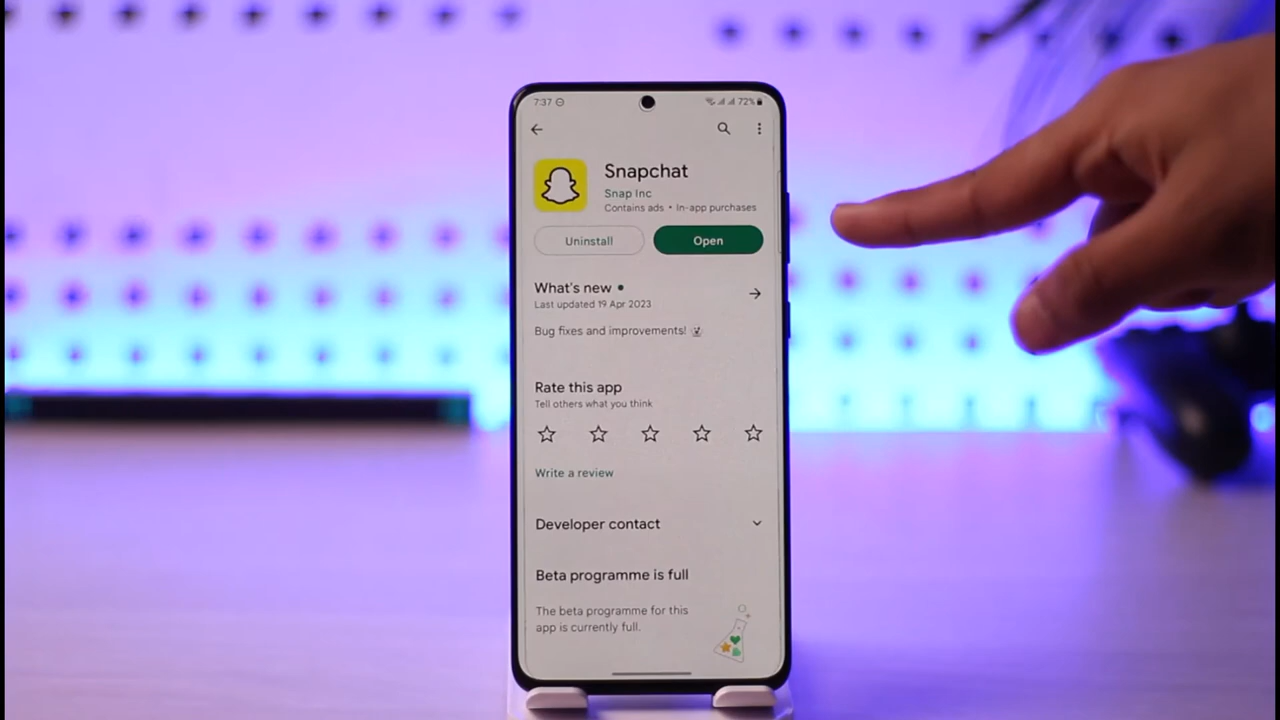 7:37 72%
Snapchat
Snap Inc
Contains ads • In-app purchases
Uninstall Open
What's new •
Last updated 19 Apr 2023
Bug fixes and improvements!
Rate this app
Tell others what you think
Write a review
Developer contact
Beta programme is full
The beta programme for this
app is currently full.